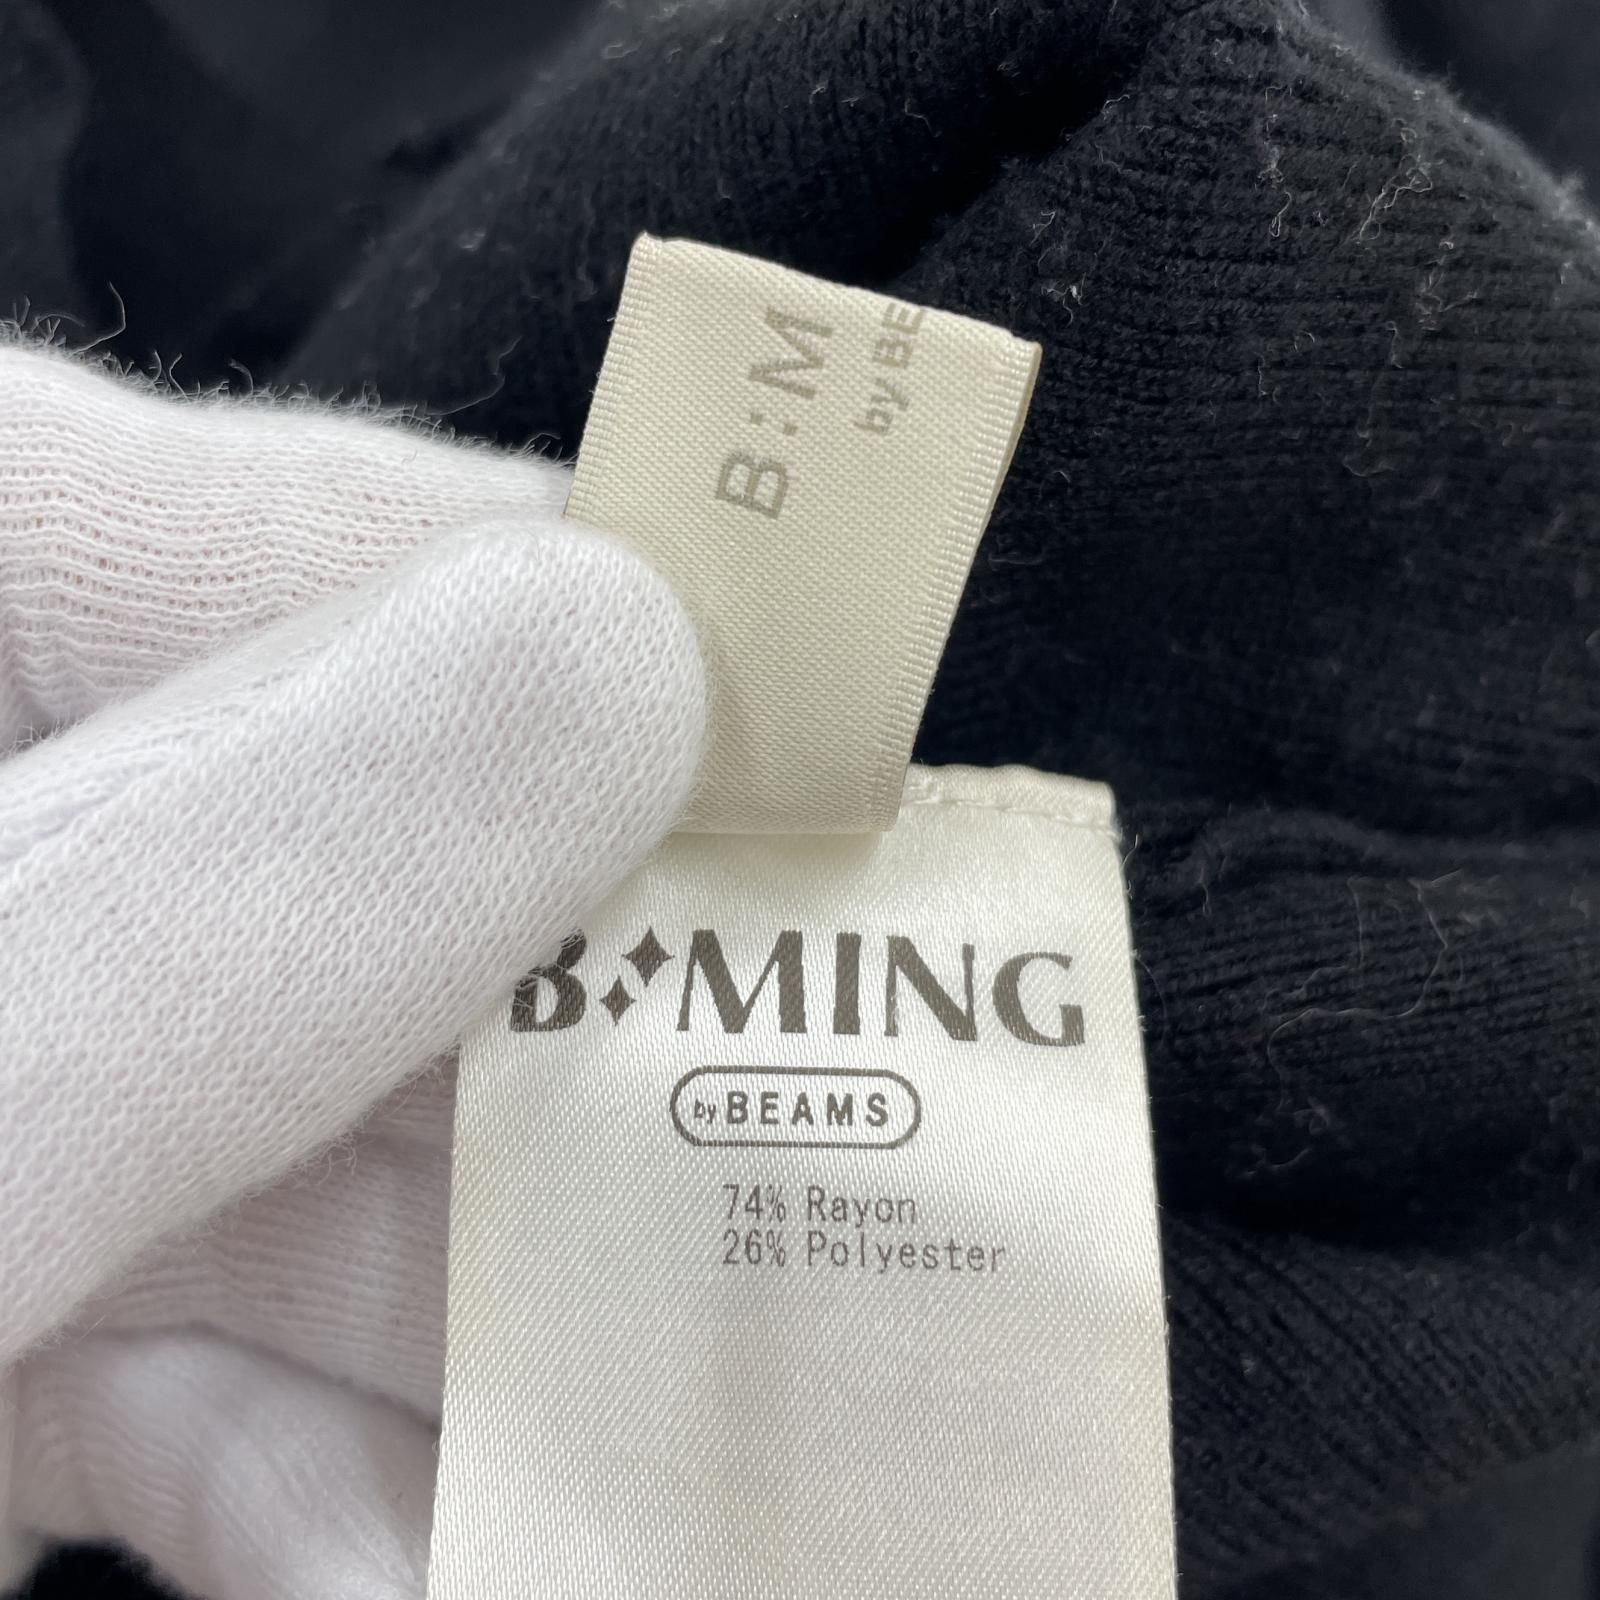 B:M
by BE
B:MING
by BEAMS
74% Rayon
26% Polyester